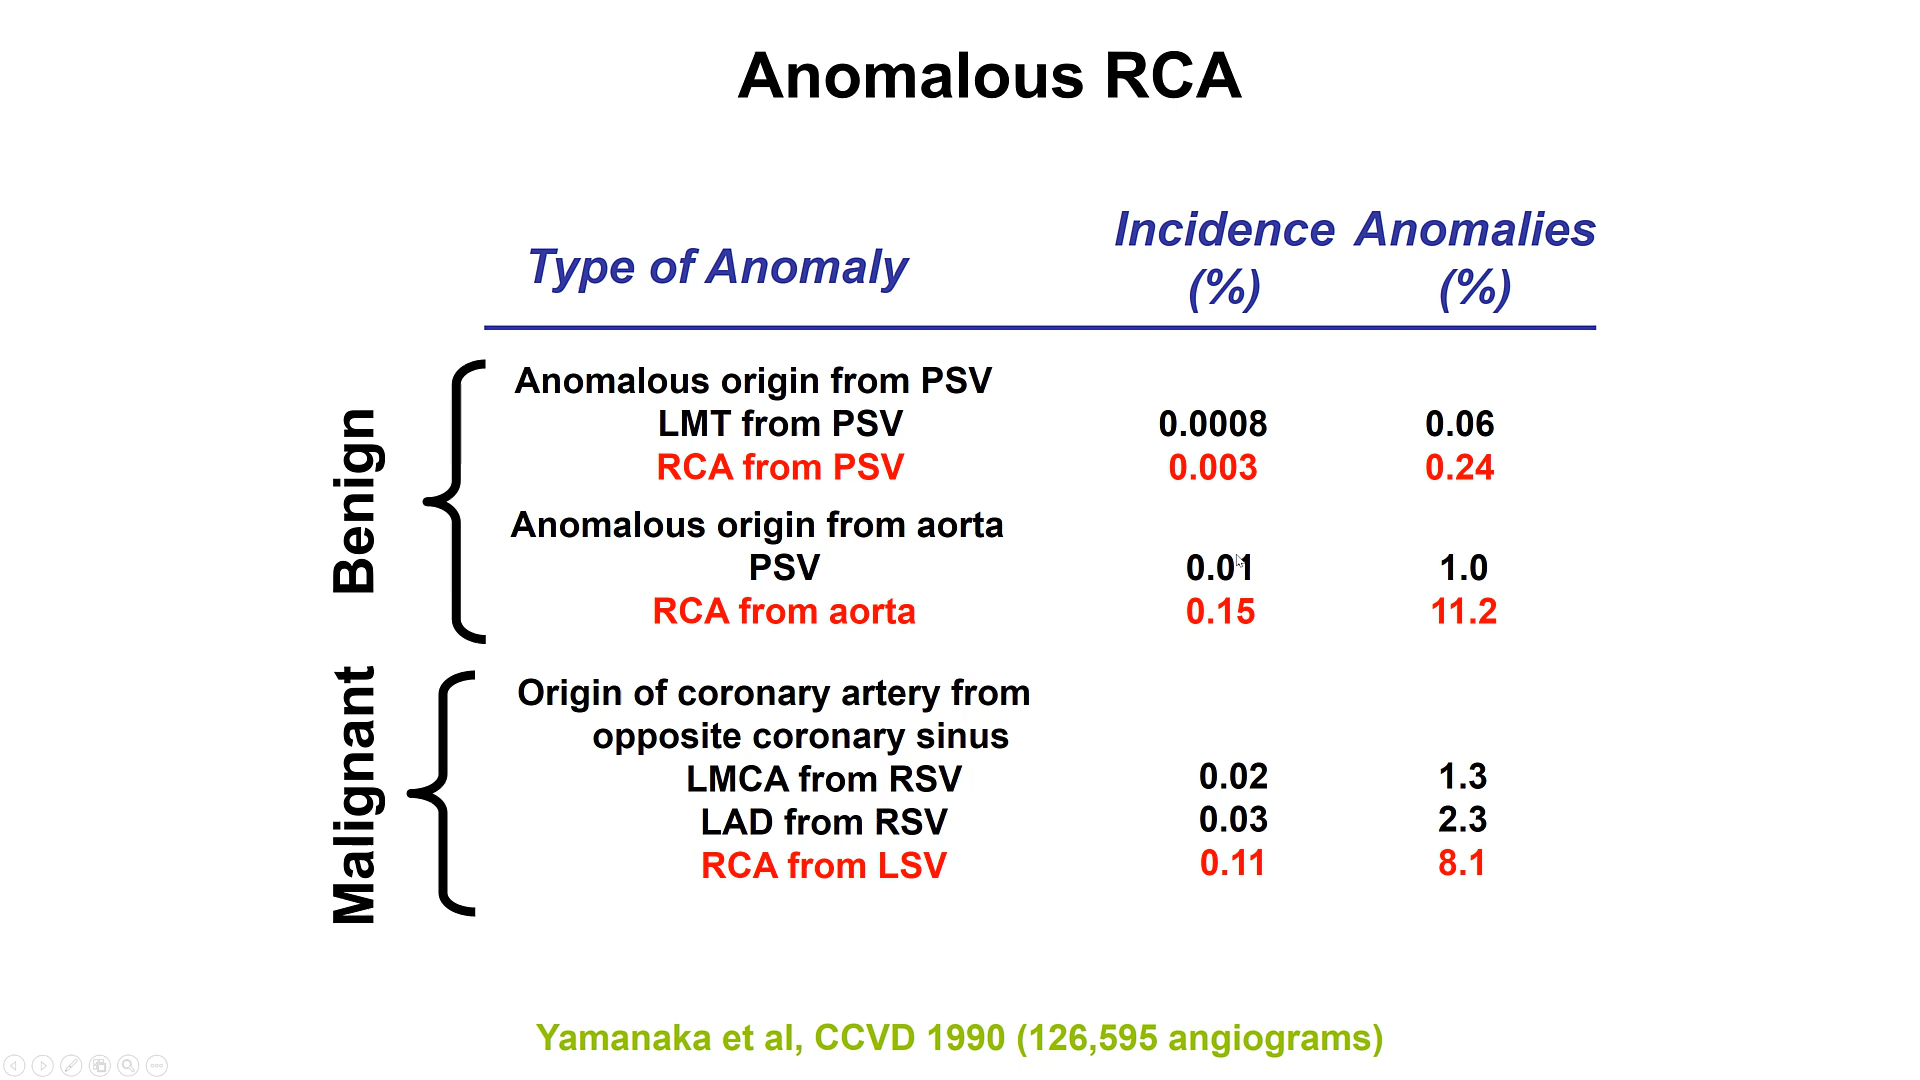 Anomalous RCA
Type of Anomaly
Incidence (%)
Anomalies (%)
Benign
Anomalous origin from PSV
LMT from PSV 0.0008 0.06
RCA from PSV 0.003 0.24
Anomalous origin from aorta
PSV 0.01 1.0
RCA from aorta 0.15 11.2
Malignant
Origin of coronary artery from
opposite coronary sinus
LMCA from RSV 0.02 1.3
LAD from RSV 0.03 2.3
RCA from LSV 0.11 8.1
Yamanaka et al, CCVD 1990 (126,595 angiograms)